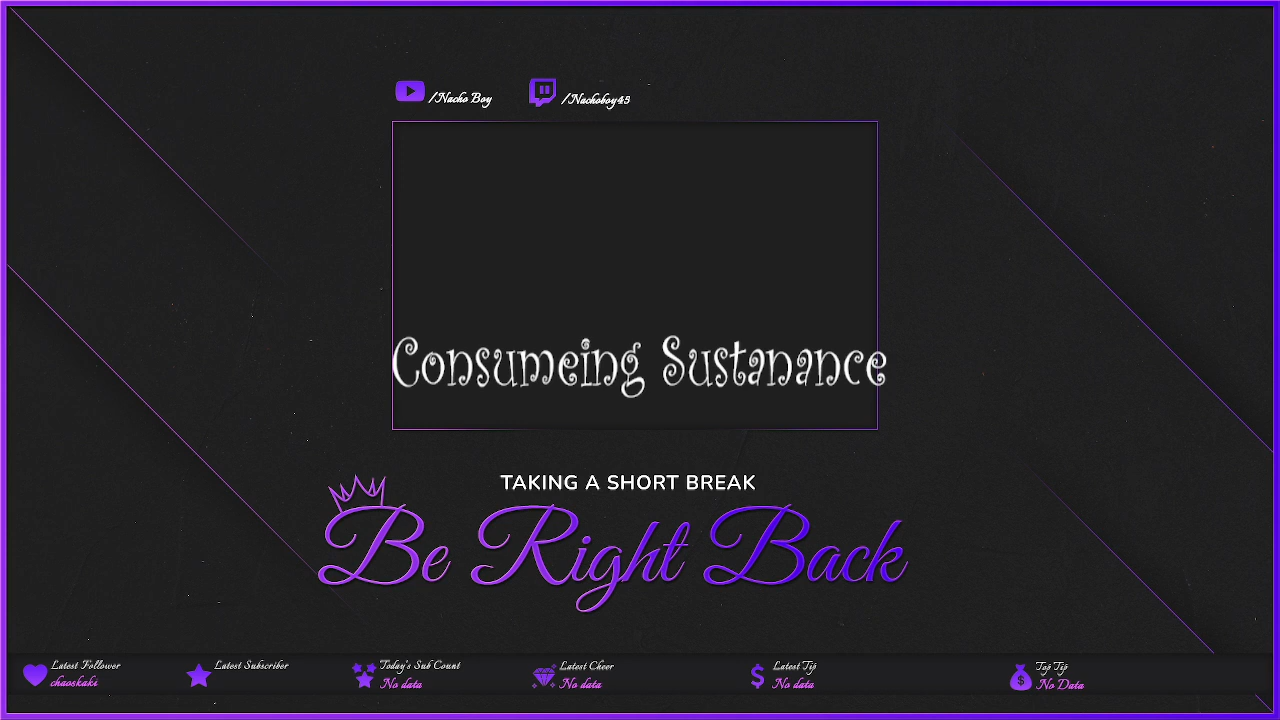 /Nacho Boy /Nachoboy45
Consumeing Sustanance
TAKING A SHORT BREAK
Be Right Back
Latest Follower Latest Subscriber Today's Sub Count Latest Cheer Latest Tip Top Tip
chaoskaki No data No data No data No Data